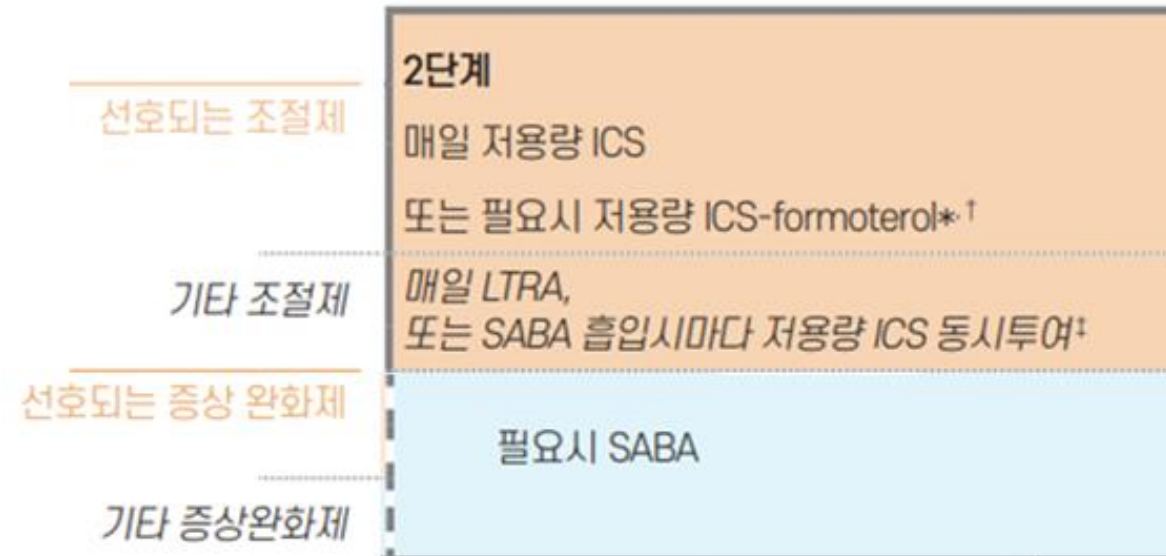 2단계
선호되는 조절제
매일 저용량 ICS
또는 필요시 저용량 ICS-formoterol*,†
기타 조절제
매일 LTRA,
또는 SABA 흡입시마다 저용량 ICS 동시투여‡
선호되는 증상 완화제
필요시 SABA
기타 증상완화제